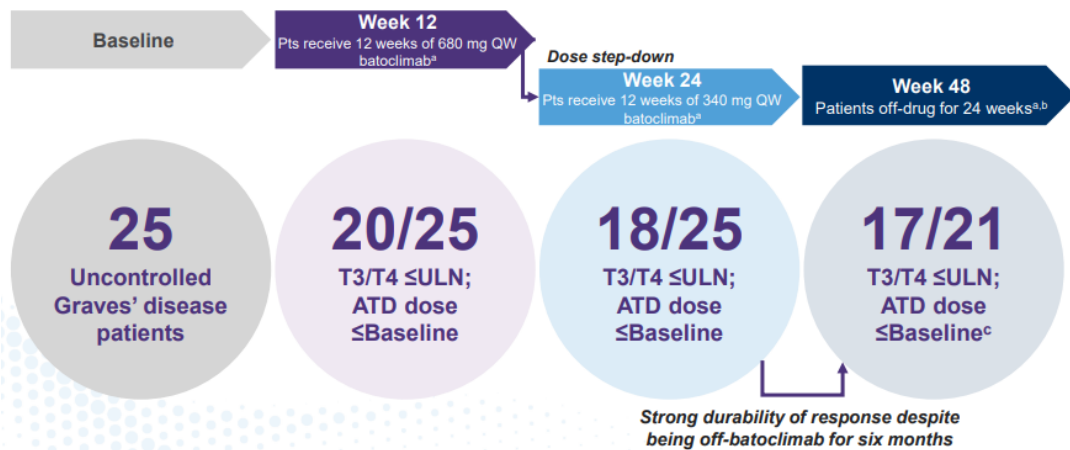 Baseline
Week 12
Pts receive 12 weeks of 680 mg QW
batoclimabᵃ
Dose step-down
Week 24
Pts receive 12 weeks of 340 mg QW
batoclimabᵃ
Week 48
Patients off-drug for 24 weeksᵃ,ᵇ
25
Uncontrolled
Graves’ disease
patients
20/25
T3/T4 ≤ULN;
ATD dose
≤Baseline
18/25
T3/T4 ≤ULN;
ATD dose
≤Baseline
17/21
T3/T4 ≤ULN;
ATD dose
≤Baselineᶜ
Strong durability of response despite
being off-batoclimab for six months